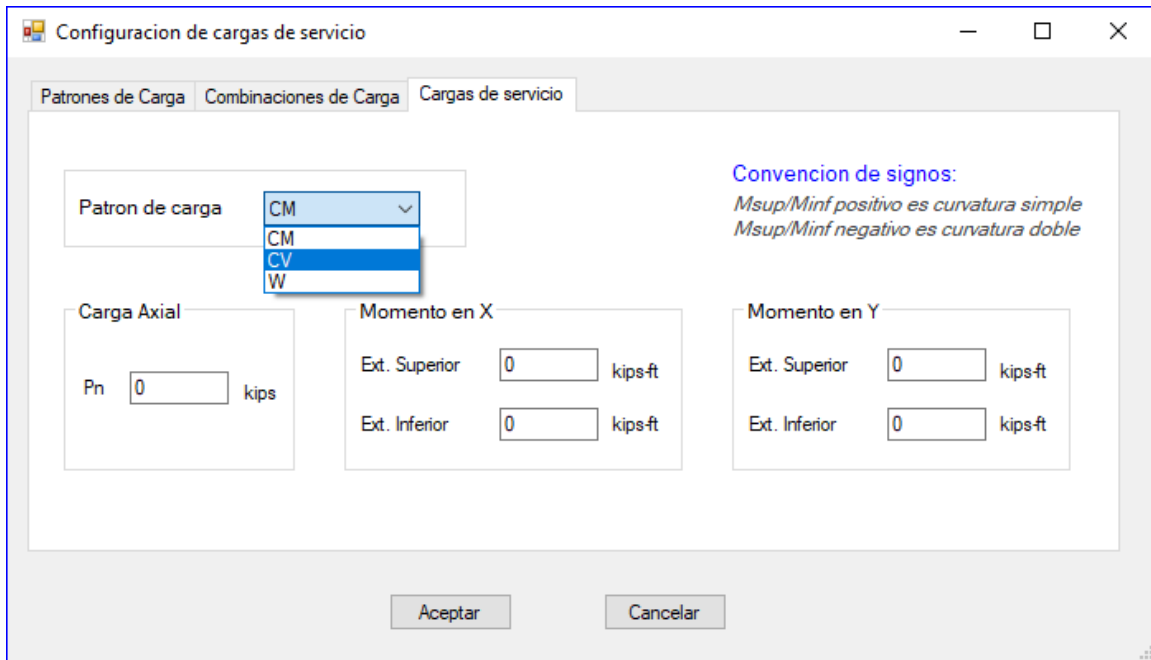 Configuracion de cargas de servicio
Patrones de Carga Combinaciones de Carga Cargas de servicio
Convencion de signos:
Msup/Minf positivo es curvatura simple
Msup/Minf negativo es curvatura doble
Patron de carga CM
CM
CV
W
Carga Axial
Pn 0 kips
Momento en X
Ext. Superior 0 kips-ft
Ext. Inferior 0 kips-ft
Momento en Y
Ext. Superior 0 kips-ft
Ext. Inferior 0 kips-ft
Aceptar Cancelar